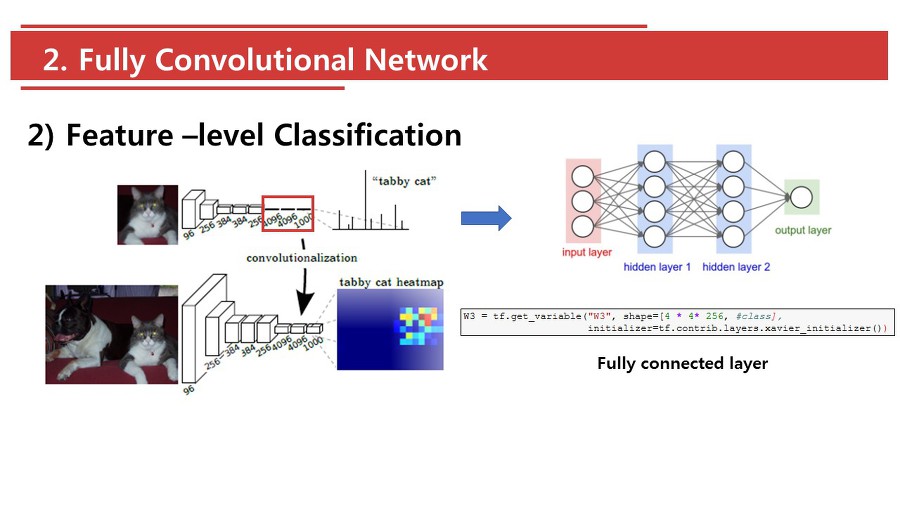 2. Fully Convolutional Network
2) Feature –level Classification
"tabby cat"
96
256
384
384
256
4096
4096
1000
convolutionalization
tabby cat heatmap
96
256
384
384
256
4096
4096
1000
input layer
hidden layer 1
hidden layer 2
output layer
W3 = tf.get_variable("W3", shape=[4 * 4* 256, #class],
initializer=tf.contrib.layers.xavier_initializer())
Fully connected layer